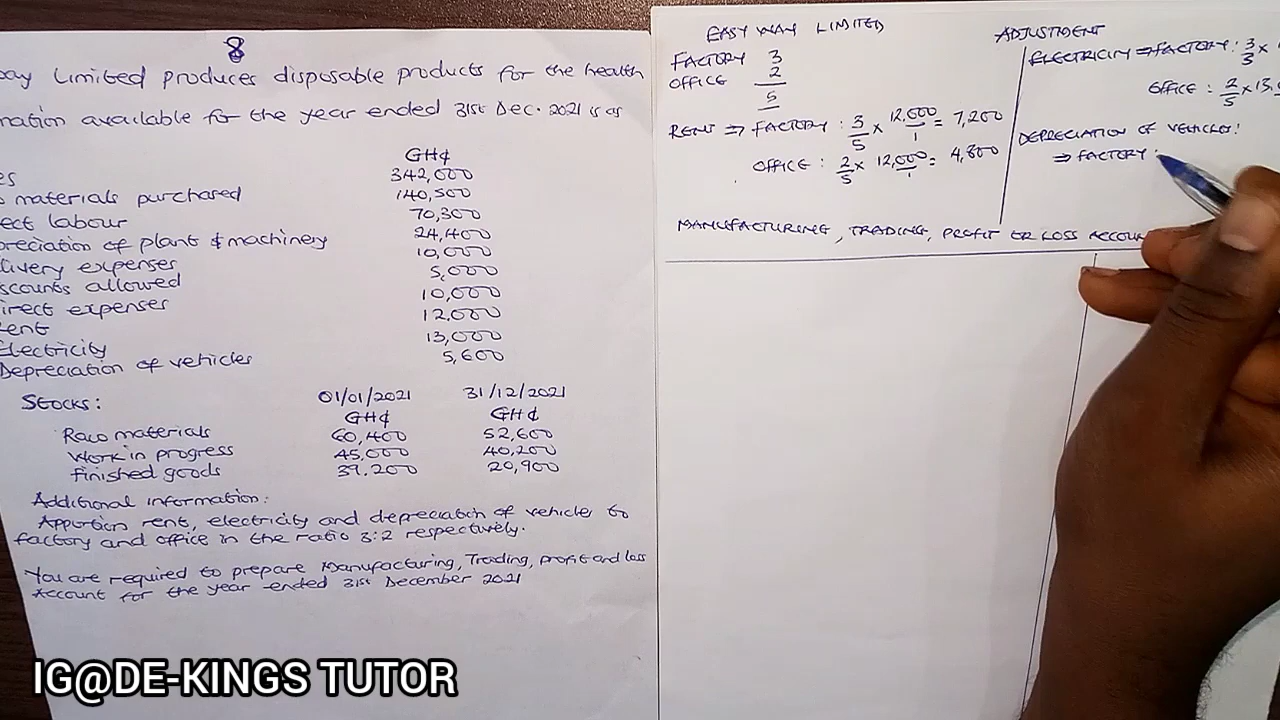 8
Limited produces disposable products for the health
available for the year ended 31st Dec. 2021 is as
GH¢
342,000
materials purchased 140,500
labour 70,300
of plant & machinery 24,400
expenses 10,000
allowed 5,000
expenses 10,000
12,000
Electricity 13,000
Depreciation of vehicles 5,600
STOCKS: 01/01/2021 31/12/2021
GH¢ GH¢
Raw materials 60,400 52,600
Work in progress 45,000 40,200
finished goods 39.200 20,900
Additional information:
Apportion rent, electricity and depreciation of vehicles to
factory and office in the ratio 3:2 respectively.
You are required to prepare Manufacturing, Trading, profit and loss
Account for the year ended 31st December 2021
EASY WAY LIMITED
FACTORY 3
OFFICE 2
5
RENT ⇒ FACTORY : 3/5 × 12,000/1 = 7,200
OFFICE : 2/5 × 12,000/1 = 4,800
ADJUSTMENT
ELECTRICITY ⇒ FACTORY : 3/3 ×
OFFICE : 2/5 × 13,
DEPRECIATION OF VEHICLES:
⇒ FACTORY :
MANUFACTURING, TRADING, PROFIT OR LOSS
IG@DE-KINGS TUTOR